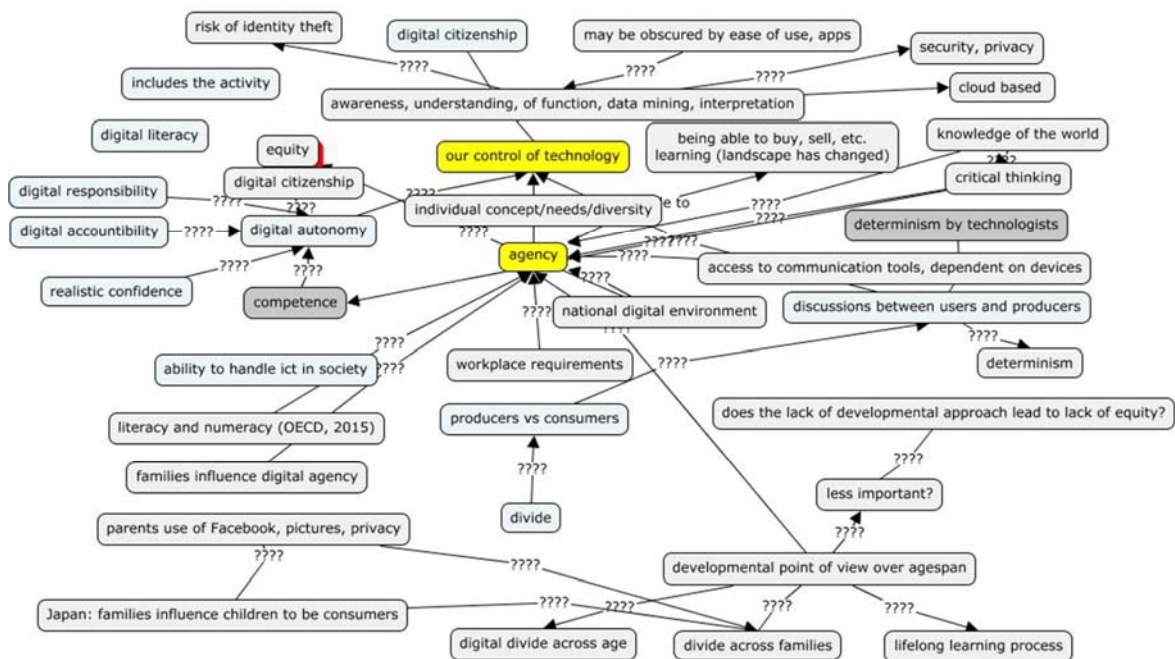 risk of identity theft
digital citizenship
may be obscured by ease of use, apps
security, privacy
????
????
????
includes the activity
cloud based
awareness, understanding, of function, data mining, interpretation
digital literacy
equity
our control of technology
being able to buy, sell, etc.
learning (landscape has changed)
knowledge of the world
????
digital citizenship
critical thinking
digital responsibility
????
????
????
individual concept/needs/diversity
e to
????
????
digital accountibility
????
digital autonomy
????
determinism by technologists
????
????
agency
????
access to communication tools, dependent on devices
????
????
realistic confidence
competence
????
????
national digital environment
discussions between users and producers
????
????
????
workplace requirements
????
determinism
ability to handle ict in society
????
producers vs consumers
does the lack of developmental approach lead to lack of equity?
literacy and numeracy (OECD, 2015)
families influence digital agency
????
????
less important?
divide
parents use of Facebook, pictures, privacy
????
????
????
developmental point of view over agespan
Japan: families influence children to be consumers
????
????
????
????
digital divide across age
divide across families
lifelong learning process